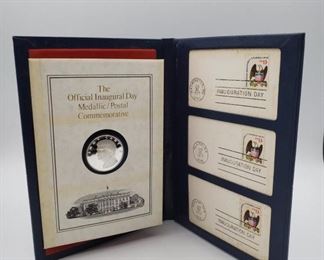 The
Official Inaugural Day
Medallic/Postal
Commemorative
INAUGURATION DAY
INAUGURATION DAY
INAUGURATION DAY